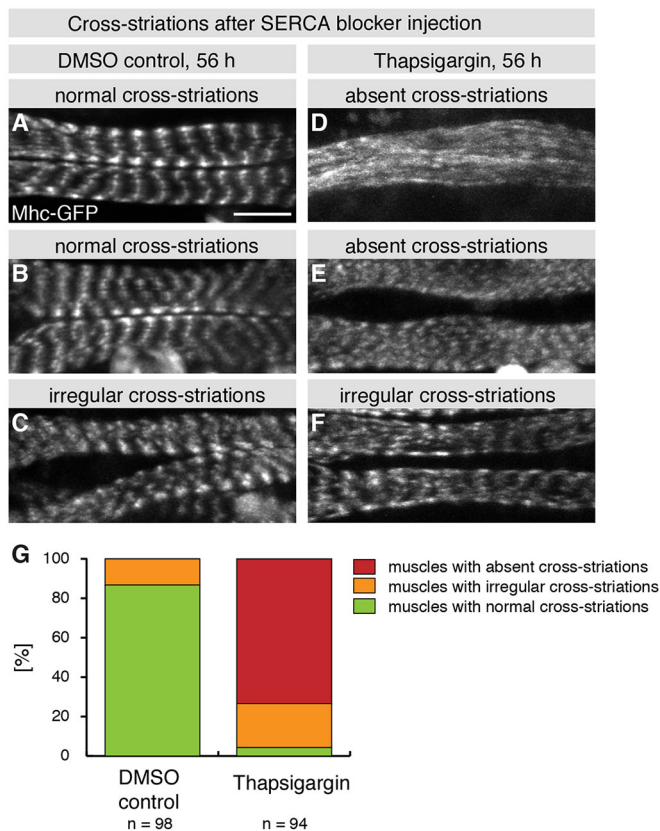 Cross-striations after SERCA blocker injection
DMSO control, 56 h
Thapsigargin, 56 h
normal cross-striations
absent cross-striations
A
Mhc-GFP
D
normal cross-striations
absent cross-striations
B
E
irregular cross-striations
irregular cross-striations
C
F
G
100
80
60
40
20
0
[%]
muscles with absent cross-striations
muscles with irregular cross-striations
muscles with normal cross-striations
DMSO
control
n = 98
Thapsigargin
n = 94